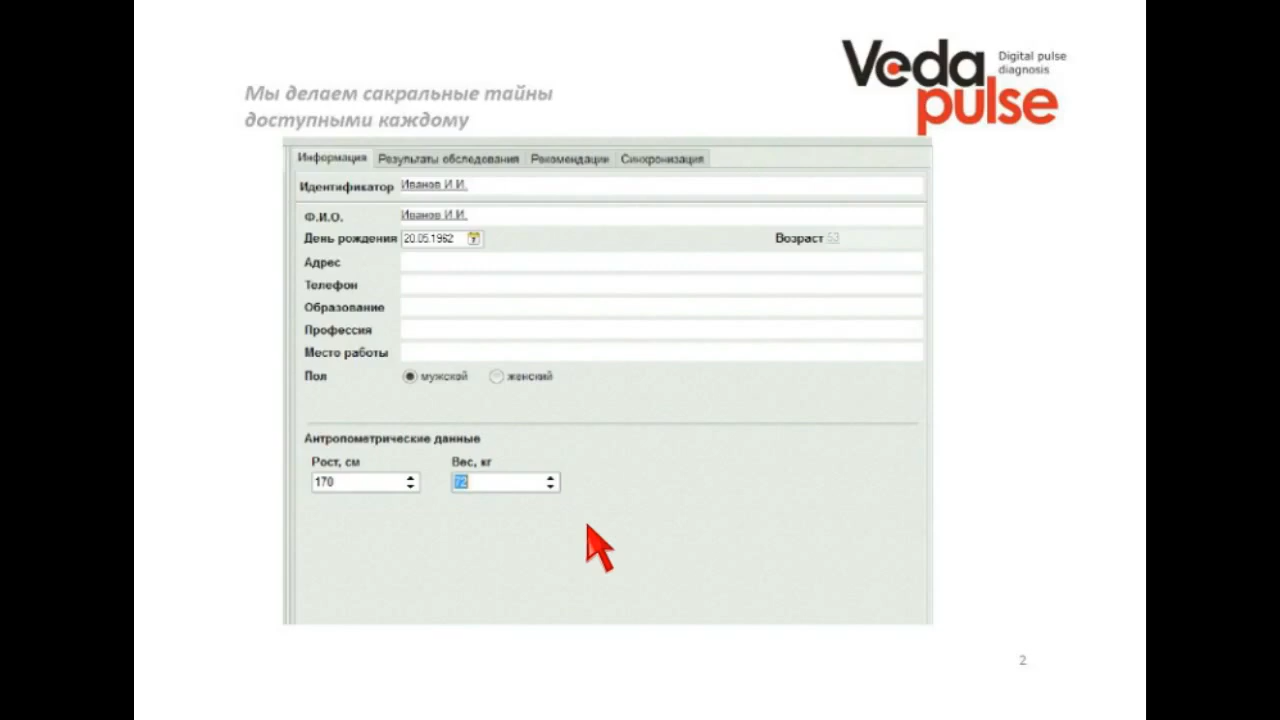 Veda pulse
Digital pulse
diagnosis
Мы делаем сакральные тайны
доступными каждому
Информация Результаты обследования Рекомендации Синхронизация
Идентификатор Иванов И.И.
Ф.И.О. Иванов И.И.
День рождения 20.05.1962 Возраст 53
Адрес
Телефон
Образование
Профессия
Место работы
Пол мужской женский
Антропометрические данные
Рост, см Вес, кг
170 72
2